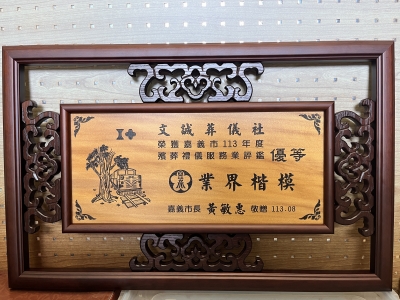 文誠葬儀社
榮獲嘉義市113年度
殯葬禮儀服務業評鑑 優等
業界楷模
嘉義市長 黃敏惠 敬贈 113.08